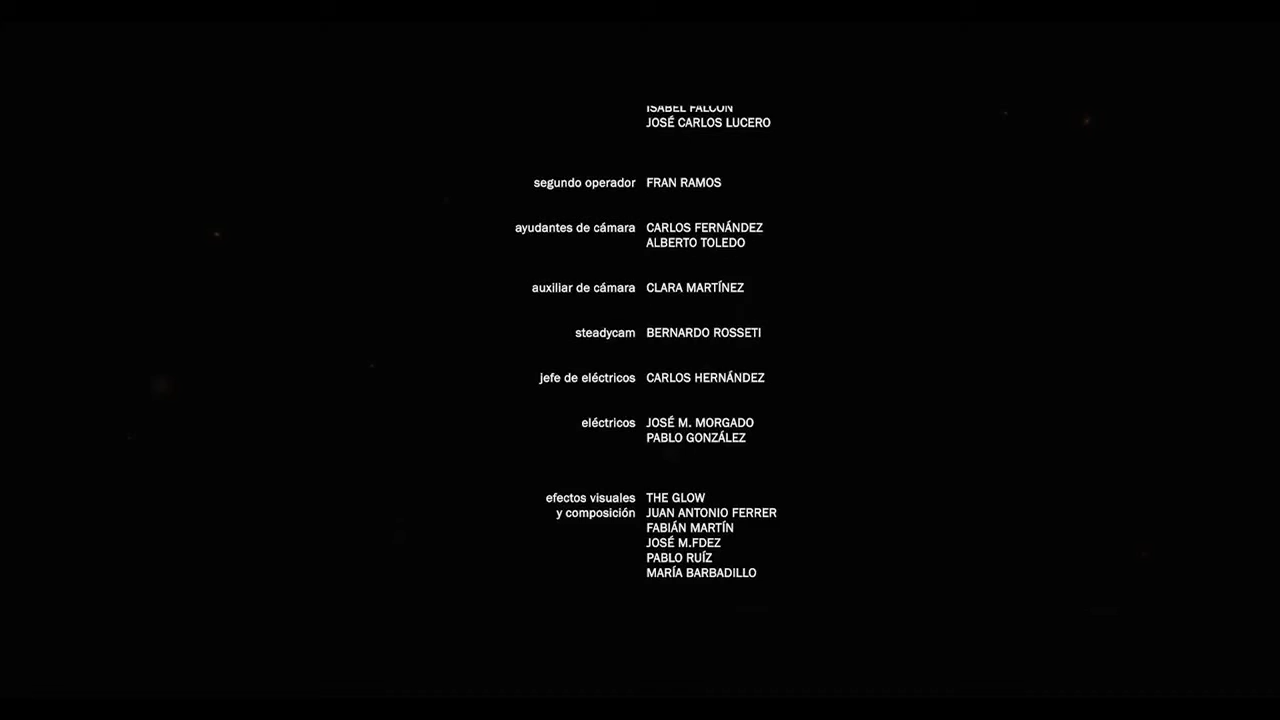 ISABEL FALCÓN
JOSÉ CARLOS LUCERO
segundo operador FRAN RAMOS
ayudantes de cámara CARLOS FERNÁNDEZ
ALBERTO TOLEDO
auxiliar de cámara CLARA MARTÍNEZ
steadycam BERNARDO ROSSETI
jefe de eléctricos CARLOS HERNÁNDEZ
eléctricos JOSÉ M. MORGADO
PABLO GONZÁLEZ
efectos visuales THE GLOW
y composición JUAN ANTONIO FERRER
FABIÁN MARTÍN
JOSÉ M.FDEZ
PABLO RUÍZ
MARÍA BARBADILLO